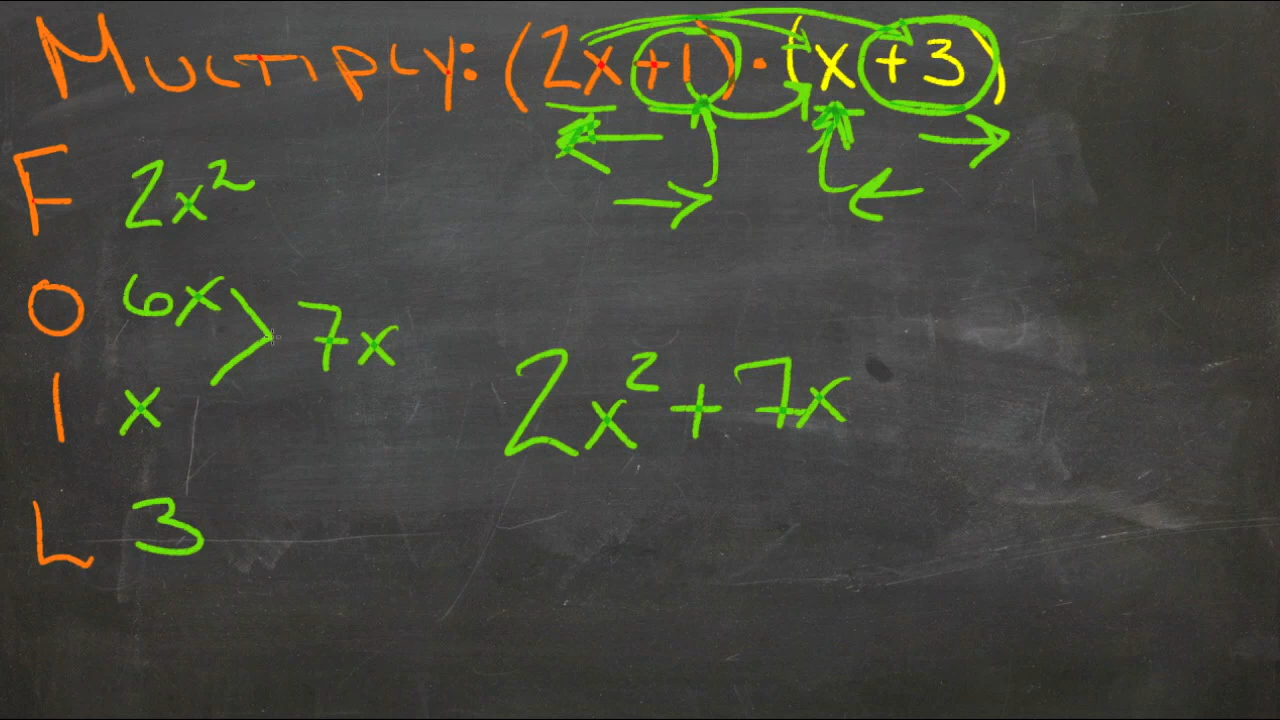 MULTIPLY: (2x+1)·(x+3)
F 2x²
O 6x
7x
I x
2x²+7x
L 3